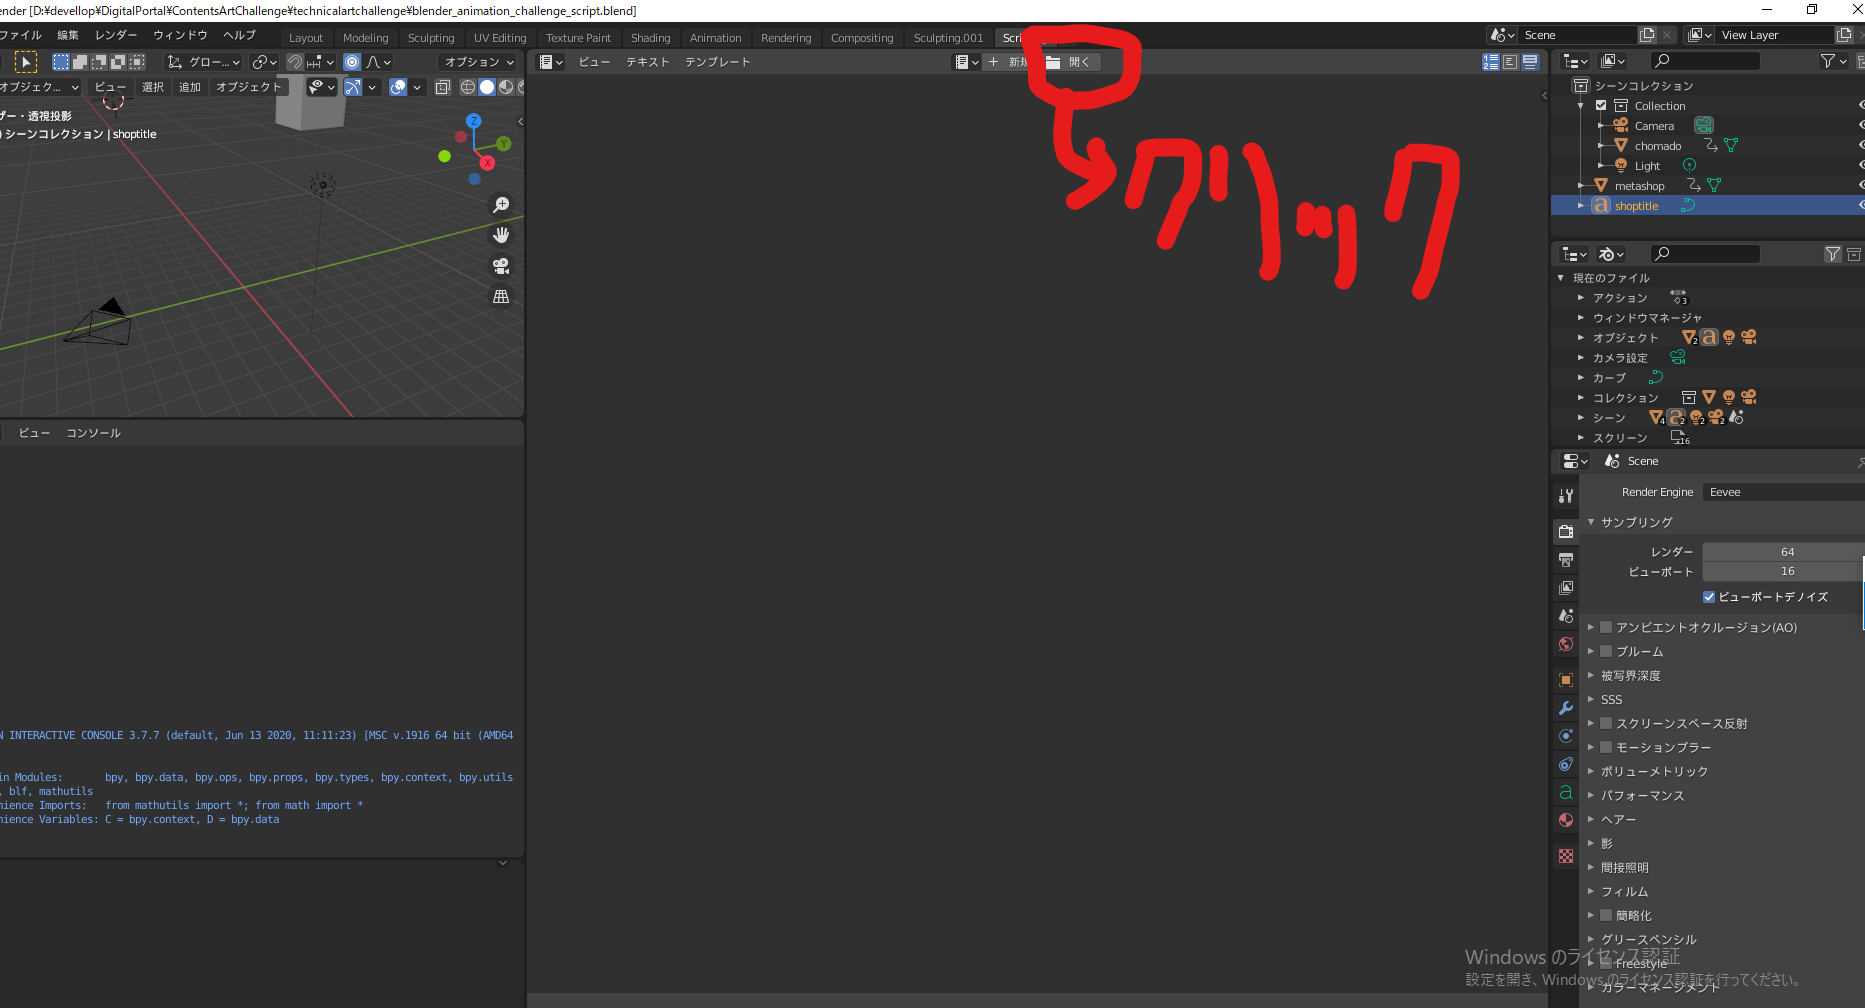 ender [D:¥devellop¥DigitalPortal¥ContentsArtChallenge¥technicalartchallenge¥blender_animation_challenge_script.blend]
ファイル 編集 レンダー ウィンドウ ヘルプ Layout Modeling Sculpting UV Editing Texture Paint Shading Animation Rendering Compositing Sculpting.001 Scri Scene View Layer
グロー... オプション ビュー テキスト テンプレート 新規 開く
オブジェク... ビュー 選択 追加 オブジェクト
ザー・透視投影
) シーンコレクション | shoptitle
Z
Y
X
クリック
シーンコレクション
Collection
Camera
chomado
Light
metashop
shoptitle
現在のファイル
アクション 3
ウィンドウマネージャ
オブジェクト 2
カメラ設定
カーブ
コレクション
シーン 4 2 2 2
スクリーン 16
ビュー コンソール
N INTERACTIVE CONSOLE 3.7.7 (default, Jun 13 2020, 11:11:23) [MSC v.1916 64 bit (AMD64
in Modules: bpy, bpy.data, bpy.ops, bpy.props, bpy.types, bpy.context, bpy.utils
, blf, mathutils
nience Imports: from mathutils import *; from math import *
nience Variables: C = bpy.context, D = bpy.data
Scene
Render Engine Eevee
サンプリング
レンダー 64
ビューポート 16
ビューポートデノイズ
アンビエントオクルージョン(AO)
ブルーム
被写界深度
SSS
スクリーンスペース反射
モーションブラー
ボリューメトリック
パフォーマンス
ヘアー
影
間接照明
フィルム
簡略化
グリースペンシル
Freestyle
カラーマネージメント
Windows のライセンス認証
設定を開き、Windows のライセンス認証を行ってください。